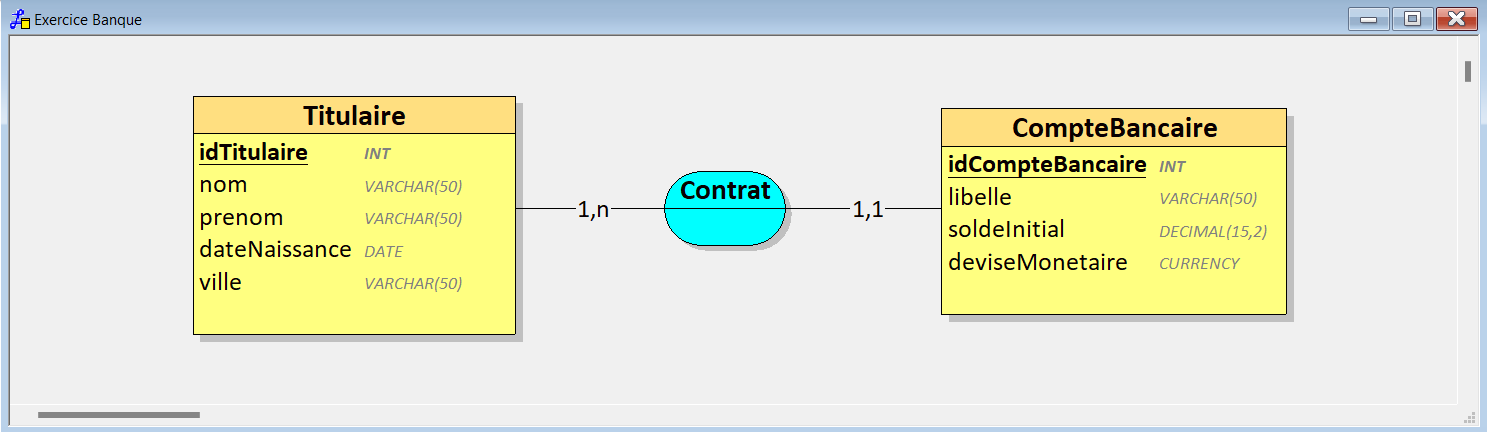 Exercice Banque
Titulaire
idTitulaire INT
nom VARCHAR(50)
prenom VARCHAR(50)
dateNaissance DATE
ville VARCHAR(50)
1,n
Contrat
1,1
CompteBancaire
idCompteBancaire INT
libelle VARCHAR(50)
soldeInitial DECIMAL(15,2)
deviseMonetaire CURRENCY